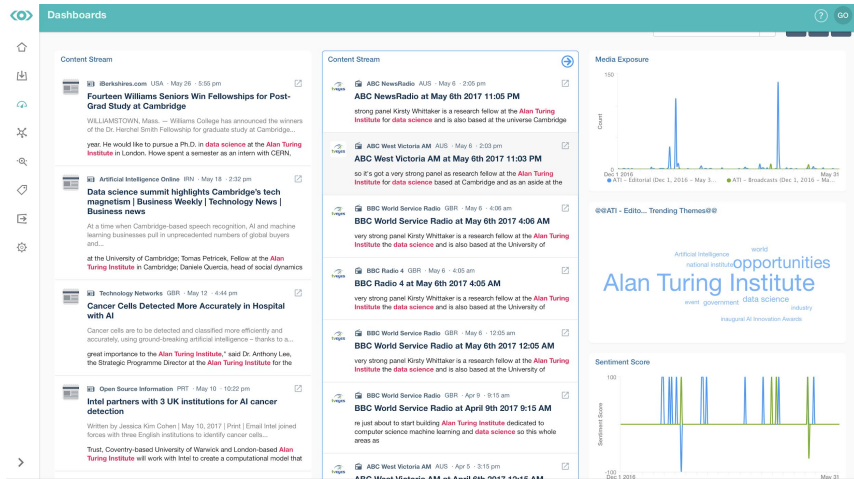 Dashboards
?
GO
Content Stream
iBerkshires.com USA · May 26 · 5:55 pm
Fourteen Williams Seniors Win Fellowships for Post-
Grad Study at Cambridge
WILLIAMSTOWN, Mass. — Williams College has announced the winners
of the Dr. Herchel Smith Fellowship for graduate study at Cambridge...
year. He would like to pursue a Ph.D. in data science at the Alan Turing
Institute in London. Howe spent a semester as an intern with CERN,
Artificial Intelligence Online IRN · May 18 · 2:32 pm
Data science summit highlights Cambridge's tech
magnetism | Business Weekly | Technology News |
Business news
At a time when Cambridge-based speech recognition, AI and machine
learning businesses pull in unprecedented numbers of global buyers
and...
at the University of Cambridge; Tomas Petricek, Fellow at the Alan
Turing Institute in Cambridge; Daniele Quercia, head of social dynamics
Technology Networks GBR · May 12 · 4:44 pm
Cancer Cells Detected More Accurately in Hospital
with AI
Cancer cells are to be detected and classified more efficiently and
accurately, using ground-breaking artificial intelligence – thanks to a...
great importance to the Alan Turing Institute," said Dr. Anthony Lee,
the Strategic Programme Director at the Alan Turing Institute for the
Open Source Information PRT · May 10 · 10:22 pm
Intel partners with 3 UK institutions for AI cancer
detection
Written by Jessica Kim Cohen | May 10, 2017 | Print | Email Intel joined
forces with three English institutions to identify cancer cells...
Trust, Coventry-based University of Warwick and London-based Alan
Turing Institute will work with Intel to create a computational model that
Content Stream
ABC NewsRadio AUS · May 6 · 2:05 pm
ABC NewsRadio at May 6th 2017 11:05 PM
strong panel Kirsty Whittaker is a research fellow at the Alan Turing
Institute for data science and is also based at the universe Cambridge
ABC West Victoria AM AUS · May 6 · 2:03 pm
ABC West Victoria AM at May 6th 2017 11:03 PM
so it's got a very strong panel as research fellow at the Alan Turing
Institute for data science based at Cambridge and as an aside at the
BBC World Service Radio GBR · May 6 · 4:06 am
BBC World Service Radio at May 6th 2017 4:06 AM
very strong panel Kirsty Whittaker is a research fellow at the Alan Turing
Institute the data science and is also based at the University of
BBC Radio 4 GBR · May 6 · 4:05 am
BBC Radio 4 at May 6th 2017 4:05 AM
very strong panel Kirsty Whittaker is a research fellow at the Alan Turing
Institute the data science and is also based at the University of
BBC World Service Radio GBR · May 6 · 12:05 am
BBC World Service Radio at May 6th 2017 12:05 AM
very strong panel Kirsty Whittaker is a research fellow at the Alan Turing
Institute the data science and is also based at the University of
BBC World Service Radio GBR · Apr 9 · 9:15 am
BBC World Service Radio at April 9th 2017 9:15 AM
re just about to start building Alan Turing Institute dedicated to
computer science machine learning and data science so this whole
areas as
ABC West Victoria AM AUS · Apr 5 · 3:15 pm
ABC West Victoria AM at April 6th 2017 12:15 AM
Media Exposure
150
Count
0
Dec 1 2016
May 31
ATI – Editorial (Dec 1, 2016 – May 3...
ATI – Broadcasts (Dec 1, 2016 – Ma...
@@ATI - Edito... Trending Themes@@
world
Artificial Intelligence
national institute
opportunities
Alan Turing Institute
event
government
data science
industry
inaugural AI Innovation Awards
Sentiment Score
100
100
Sentiment Score
0
0
-100
Dec 1 2016
May 31